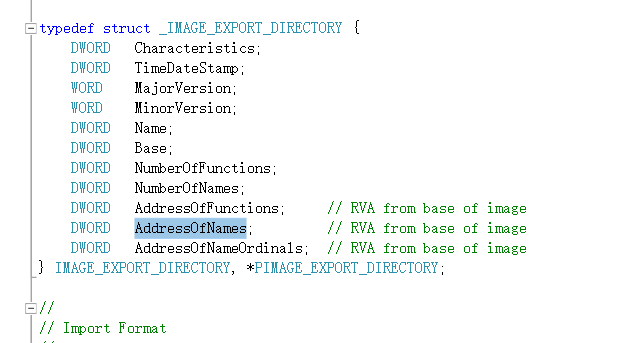 typedef struct _IMAGE_EXPORT_DIRECTORY {
DWORD Characteristics;
DWORD TimeDateStamp;
WORD MajorVersion;
WORD MinorVersion;
DWORD Name;
DWORD Base;
DWORD NumberOfFunctions;
DWORD NumberOfNames;
DWORD AddressOfFunctions; // RVA from base of image
DWORD AddressOfNames; // RVA from base of image
DWORD AddressOfNameOrdinals; // RVA from base of image
} IMAGE_EXPORT_DIRECTORY, *PIMAGE_EXPORT_DIRECTORY;
//
// Import Format
//